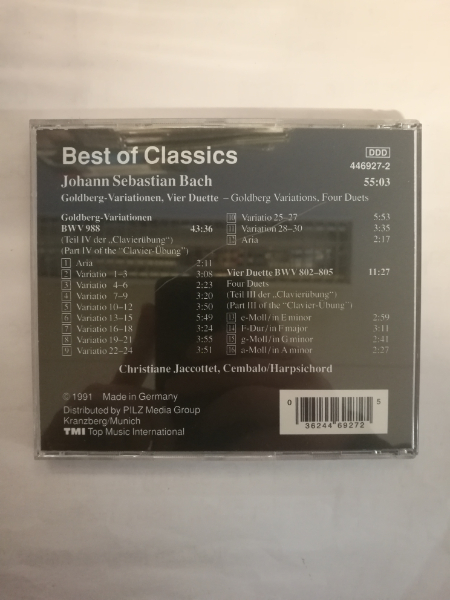 Best of Classics
DDD
446927-2
Johann Sebastian Bach 55:03
Goldberg-Variationen, Vier Duette – Goldberg Variations, Four Duets
Goldberg-Variationen
BWV 988 43:36
(Teil IV der „Clavierübung“)
(Part IV of the “Clavier-Übung”)
1 Aria 2:11
2 Variatio 1–3 3:08
3 Variatio 4–6 2:23
4 Variatio 7–9 3:20
5 Variatio 10–12 3:50
6 Variatio 13–15 5:49
7 Variatio 16–18 3:24
8 Variatio 19–21 3:55
9 Variatio 22–24 3:51
10 Variatio 25–27 5:53
11 Variation 28–30 3:35
12 Aria 2:17
Vier Duette BWV 802–805 11:27
Four Duets
(Teil III der „Clavierübung“)
(Part III of the “Clavier-Übung”)
13 e-Moll/in E minor 2:59
14 F-Dur/in F major 3:11
15 g-Moll/in G minor 2:41
16 a-Moll/in A minor 2:27
Christiane Jaccottet, Cembalo/Harpsichord
© 1991 Made in Germany
Distributed by PILZ Media Group
Kranzberg/Munich
TMI Top Music International
0 36244 69272 5